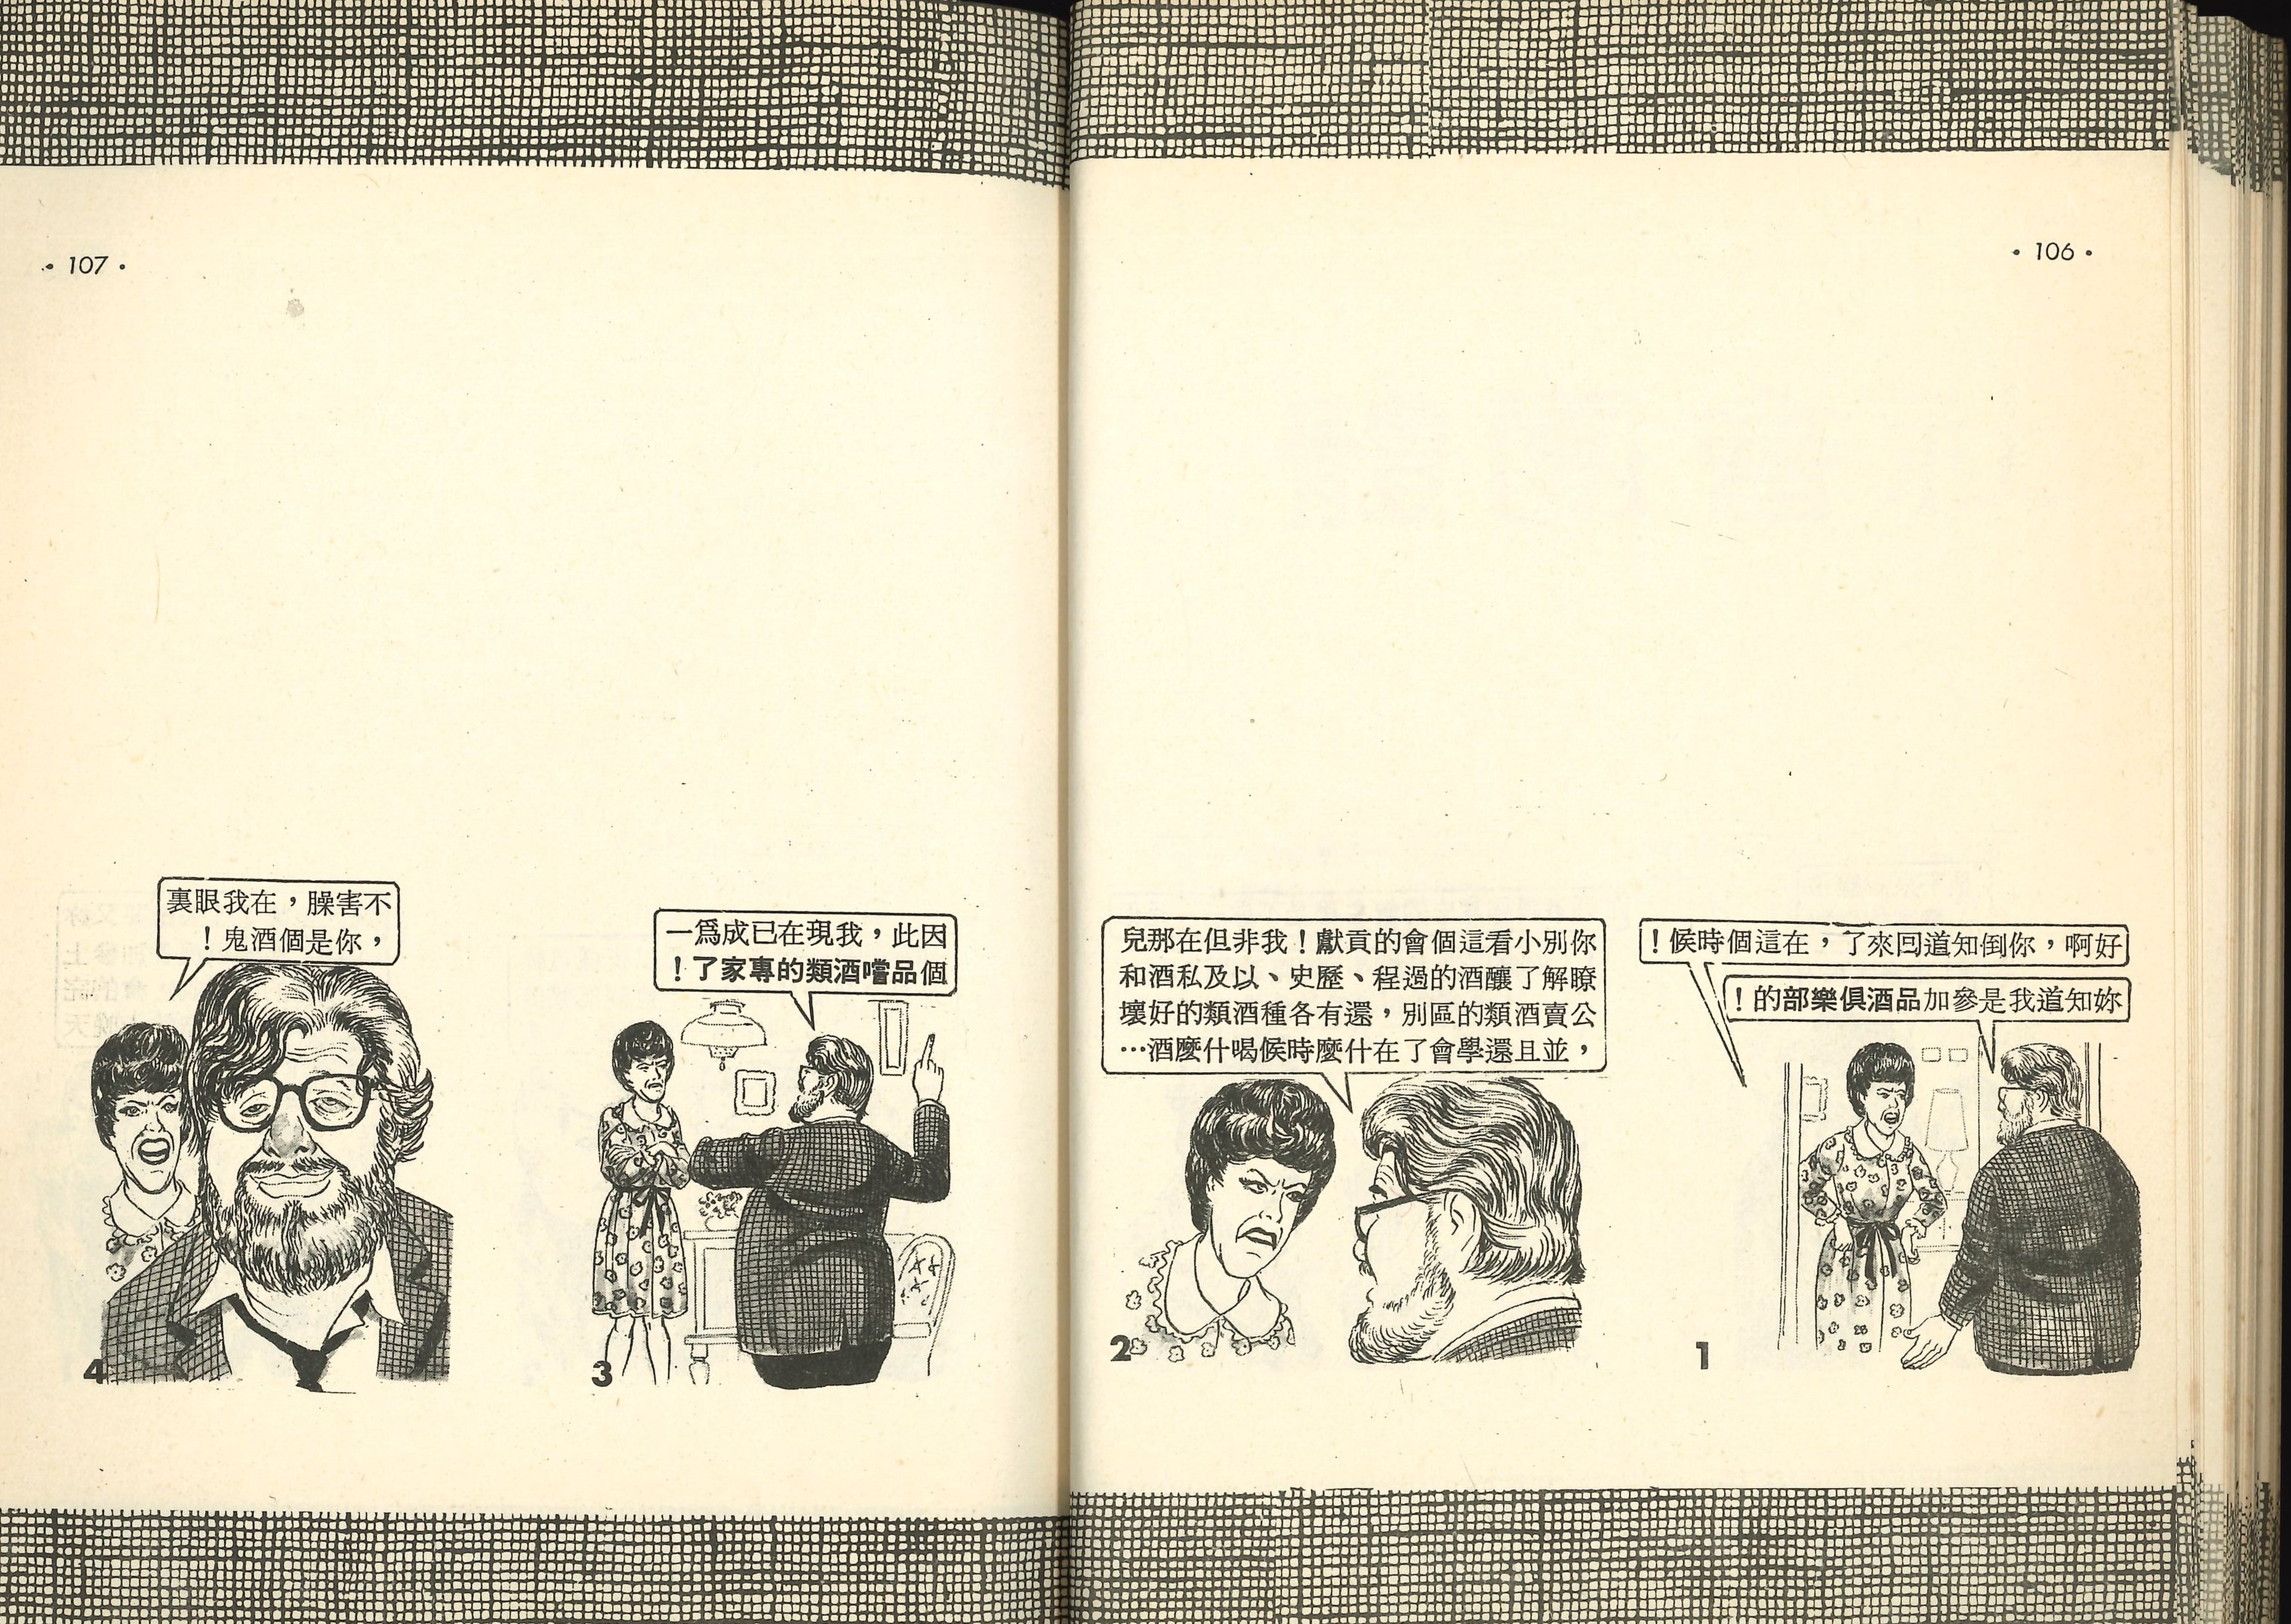 • 106 •
好啊，你倒知道回來了，在這個時候！
妳知道我是參加品酒俱樂部的！
1
你別小看這個會的貢獻！我非但在那兒
瞭解了釀酒的過程、歷史、以及私酒和
公賣酒類的區別，還有各種酒類的好壞
，並且還學會了在什麼時候喝什麼酒…
2
• 107 •
因此，我現在已成爲一
個品嚐酒類的專家了！
3
不害臊，在我眼裏
，你是個酒鬼！
4